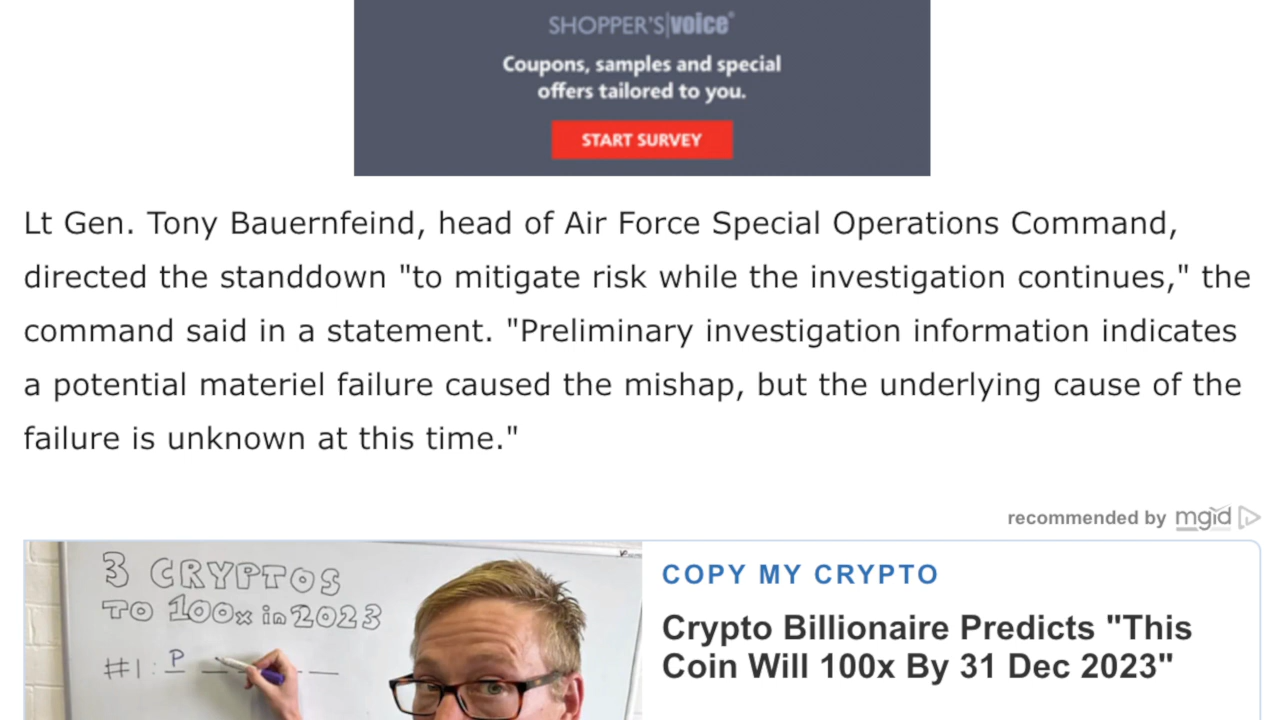 SHOPPER'S|voice®
Coupons, samples and special
offers tailored to you.
START SURVEY
Lt Gen. Tony Bauernfeind, head of Air Force Special Operations Command,
directed the standdown "to mitigate risk while the investigation continues," the
command said in a statement. "Preliminary investigation information indicates
a potential materiel failure caused the mishap, but the underlying cause of the
failure is unknown at this time."
recommended by mgid
3 CRYPTOS
TO 100x in 2023
#1: P
COPY MY CRYPTO
Crypto Billionaire Predicts "This
Coin Will 100x By 31 Dec 2023"